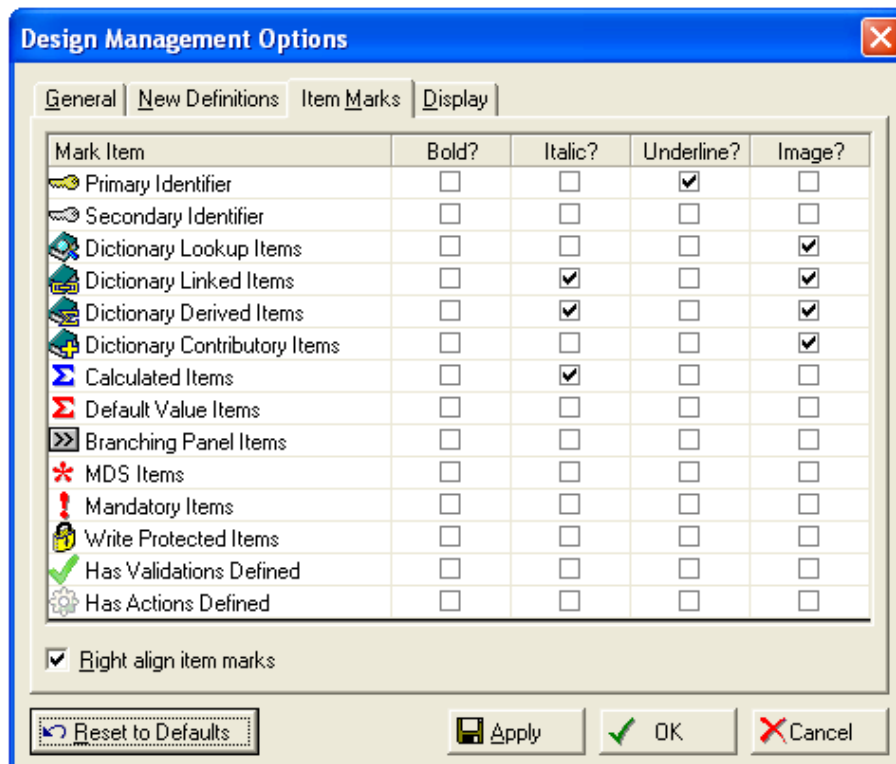 Design Management Options
General New Definitions Item Marks Display
Mark Item Bold? Italic? Underline? Image?
Primary Identifier
Secondary Identifier
Dictionary Lookup Items
Dictionary Linked Items
Dictionary Derived Items
Dictionary Contributory Items
Calculated Items
Default Value Items
Branching Panel Items
MDS Items
Mandatory Items
Write Protected Items
Has Validations Defined
Has Actions Defined
Right align item marks
Reset to Defaults Apply OK Cancel